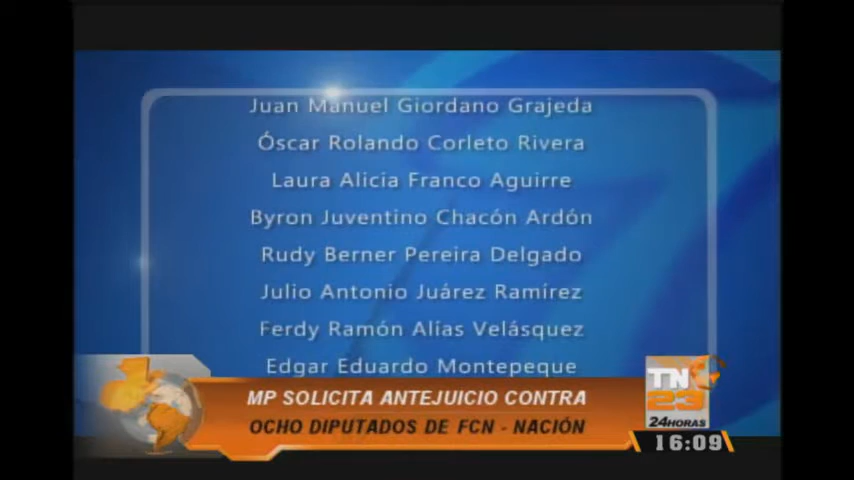 Juan Manuel Giordano Grajeda
Óscar Rolando Corleto Rivera
Laura Alicia Franco Aguirre
Byron Juventino Chacón Ardón
Rudy Berner Pereira Delgado
Julio Antonio Juárez Ramírez
Ferdy Ramón Alías Velásquez
Edgar Eduardo Montepeque
MP SOLICITA ANTEJUICIO CONTRA
OCHO DIPUTADOS DE FCN - NACIÓN
TN
23
24HORAS
16:09